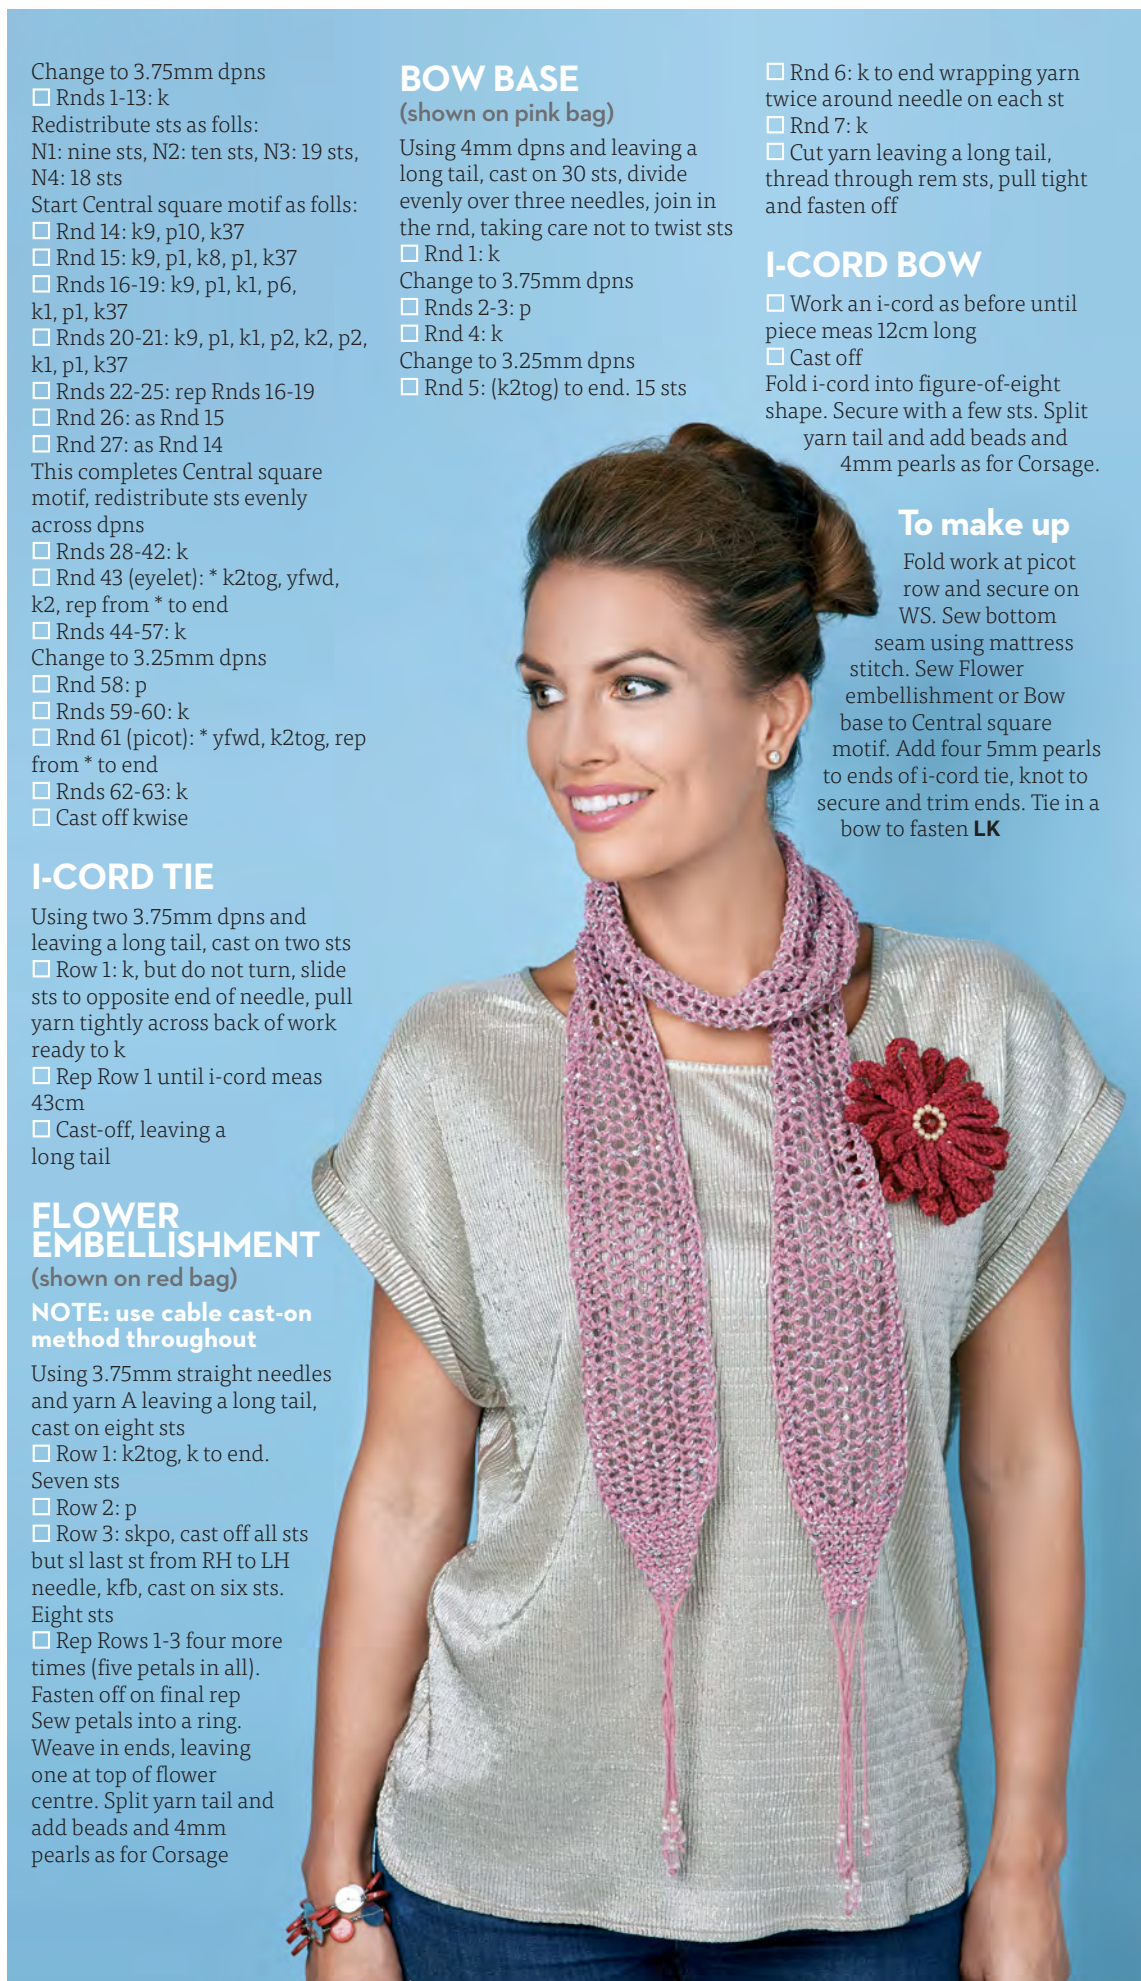 Change to 3.75mm dpns
☐ Rnds 1-13: k
Redistribute sts as folls:
N1: nine sts, N2: ten sts, N3: 19 sts,
N4: 18 sts
Start Central square motif as folls:
☐ Rnd 14: k9, p10, k37
☐ Rnd 15: k9, p1, k8, p1, k37
☐ Rnds 16-19: k9, p1, k1, p6,
k1, p1, k37
☐ Rnds 20-21: k9, p1, k1, p2, k2, p2,
k1, p1, k37
☐ Rnds 22-25: rep Rnds 16-19
☐ Rnd 26: as Rnd 15
☐ Rnd 27: as Rnd 14
This completes Central square
motif, redistribute sts evenly
across dpns
☐ Rnds 28-42: k
☐ Rnd 43 (eyelet): * k2tog, yfwd,
k2, rep from * to end
☐ Rnds 44-57: k
Change to 3.25mm dpns
☐ Rnd 58: p
☐ Rnds 59-60: k
☐ Rnd 61 (picot): * yfwd, k2tog, rep
from * to end
☐ Rnds 62-63: k
☐ Cast off kwise
I-CORD TIE
Using two 3.75mm dpns and
leaving a long tail, cast on two sts
☐ Row 1: k, but do not turn, slide
sts to opposite end of needle, pull
yarn tightly across back of work
ready to k
☐ Rep Row 1 until i-cord meas
43cm
☐ Cast-off, leaving a
long tail
FLOWER
EMBELLISHMENT
(shown on red bag)
NOTE: use cable cast-on
method throughout
Using 3.75mm straight needles
and yarn A leaving a long tail,
cast on eight sts
☐ Row 1: k2tog, k to end.
Seven sts
☐ Row 2: p
☐ Row 3: skpo, cast off all sts
but sl last st from RH to LH
needle, kfb, cast on six sts.
Eight sts
☐ Rep Rows 1-3 four more
times (five petals in all).
Fasten off on final rep
Sew petals into a ring.
Weave in ends, leaving
one at top of flower
centre. Split yarn tail and
add beads and 4mm
pearls as for Corsage
BOW BASE
(shown on pink bag)
Using 4mm dpns and leaving a
long tail, cast on 30 sts, divide
evenly over three needles, join in
the rnd, taking care not to twist sts
☐ Rnd 1: k
Change to 3.75mm dpns
☐ Rnds 2-3: p
☐ Rnd 4: k
Change to 3.25mm dpns
☐ Rnd 5: (k2tog) to end. 15 sts
☐ Rnd 6: k to end wrapping yarn
twice around needle on each st
☐ Rnd 7: k
☐ Cut yarn leaving a long tail,
thread through rem sts, pull tight
and fasten off
I-CORD BOW
☐ Work an i-cord as before until
piece meas 12cm long
☐ Cast off
Fold i-cord into figure-of-eight
shape. Secure with a few sts. Split
yarn tail and add beads and
4mm pearls as for Corsage.
To make up
Fold work at picot
row and secure on
WS. Sew bottom
seam using mattress
stitch. Sew Flower
embellishment or Bow
base to Central square
motif. Add four 5mm pearls
to ends of i-cord tie, knot to
secure and trim ends. Tie in a
bow to fasten LK